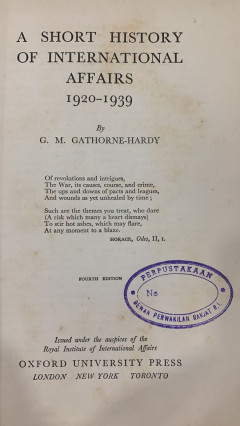 A SHORT HISTORY
OF INTERNATIONAL
AFFAIRS
1920-1939
By
G. M. GATHORNE-HARDY
Of revolutions and intrigues,
The War, its causes, course, and crime,
The ups and downs of pacts and leagues,
And wounds as yet unhealed by time;
Such are the themes you treat, who dare
(A risk which many a heart dismays)
To stir hot ashes, which may flare,
At any moment to a blaze.
HORACE, Odes, II, 1.
FOURTH EDITION
PERPUSTAKAAN
No
DEWAN PERWAKILAN RAKJAT R.I.
Issued under the auspices of the
Royal Institute of International Affairs
OXFORD UNIVERSITY PRESS
LONDON NEW YORK TORONTO